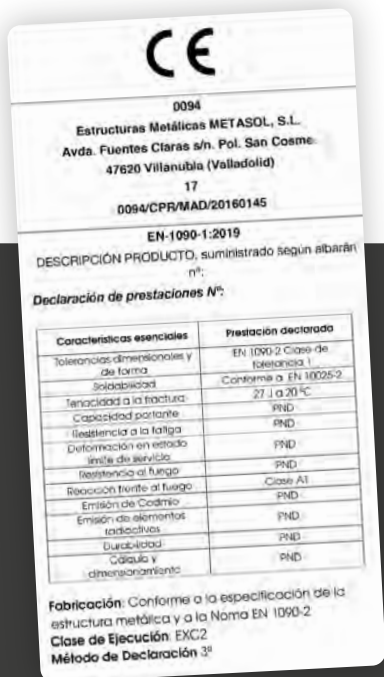 CE
0094
Estructuras Metálicas METASOL, S.L.
Avda. Fuentes Claras s/n. Pol. San Cosme.
47620 Villanubla (Valladolid)
17
0094/CPR/MAD/20160145
EN-1090-1:2019
DESCRIPCIÓN PRODUCTO, suministrado según albarán
nº:
Declaración de prestaciones Nº:
Características esenciales Prestación declarada
Tolerancias dimensionales y
de forma
EN 1090-2 Clase de
tolerancia 1
Soldabilidad Conforme a EN 10025-2
Tenacidad a la fractura 27 J a 20 ºC
Capacidad portante PND
Resistencia a la fatiga PND
Deformación en estado
límite de servicio
PND
Resistencia al fuego PND
Reacción frente al fuego Clase A1
Emisión de Cadmio PND
Emisión de elementos
radiactivos
PND
Durabilidad PND
Cálculo y
dimensionamiento
PND
Fabricación: Conforme a la especificación de la
estructura metálica y a la Noma EN 1090-2
Clase de Ejecución: EXC2
Método de Declaración 3ª